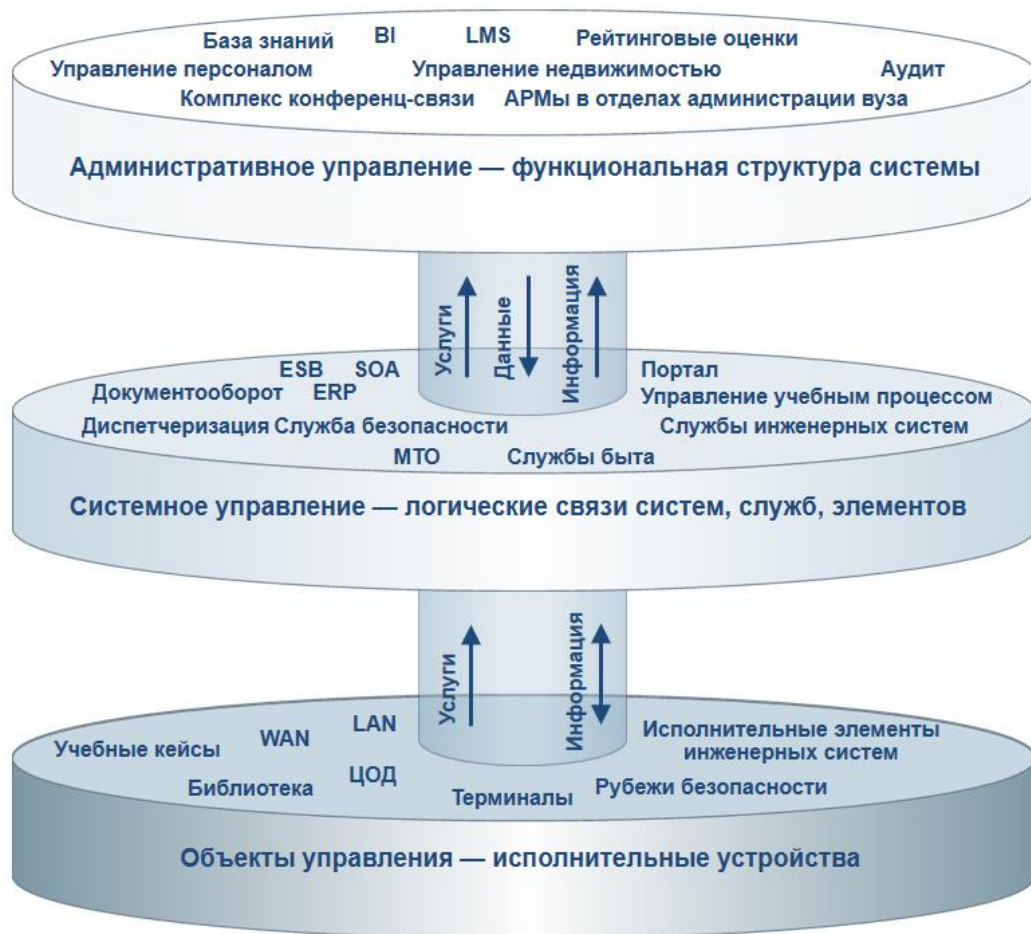 База знаний BI LMS Рейтинговые оценки
Управление персоналом Управление недвижимостью Аудит
Комплекс конференц-связи АРМы в отделах администрации вуза
Административное управление — функциональная структура системы
Услуги
Данные
Информация
ESB SOA Портал
Документооборот ERP Управление учебным процессом
Диспетчеризация Служба безопасности Службы инженерных систем
МТО Службы быта
Системное управление — логические связи систем, служб, элементов
Услуги
Информация
Учебные кейсы WAN LAN Исполнительные элементы
инженерных систем
Библиотека ЦОД Терминалы Рубежи безопасности
Объекты управления — исполнительные устройства